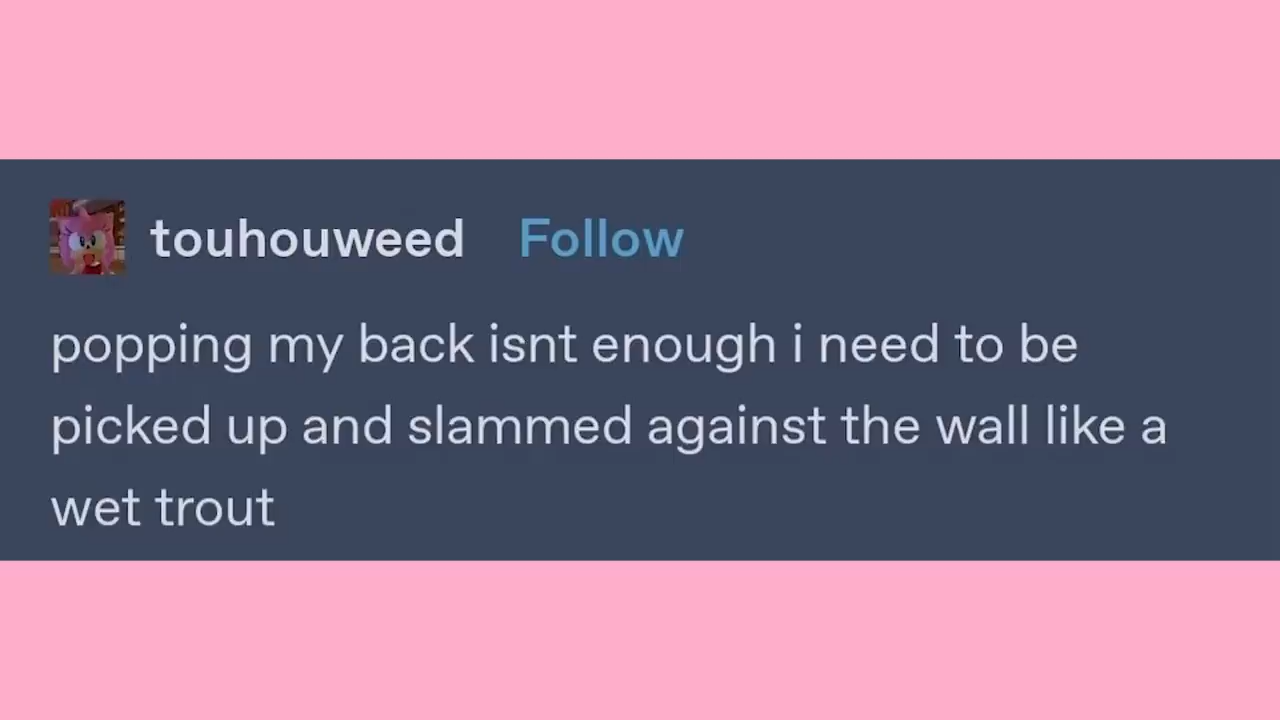 touhouweed Follow
popping my back isnt enough i need to be
picked up and slammed against the wall like a
wet trout